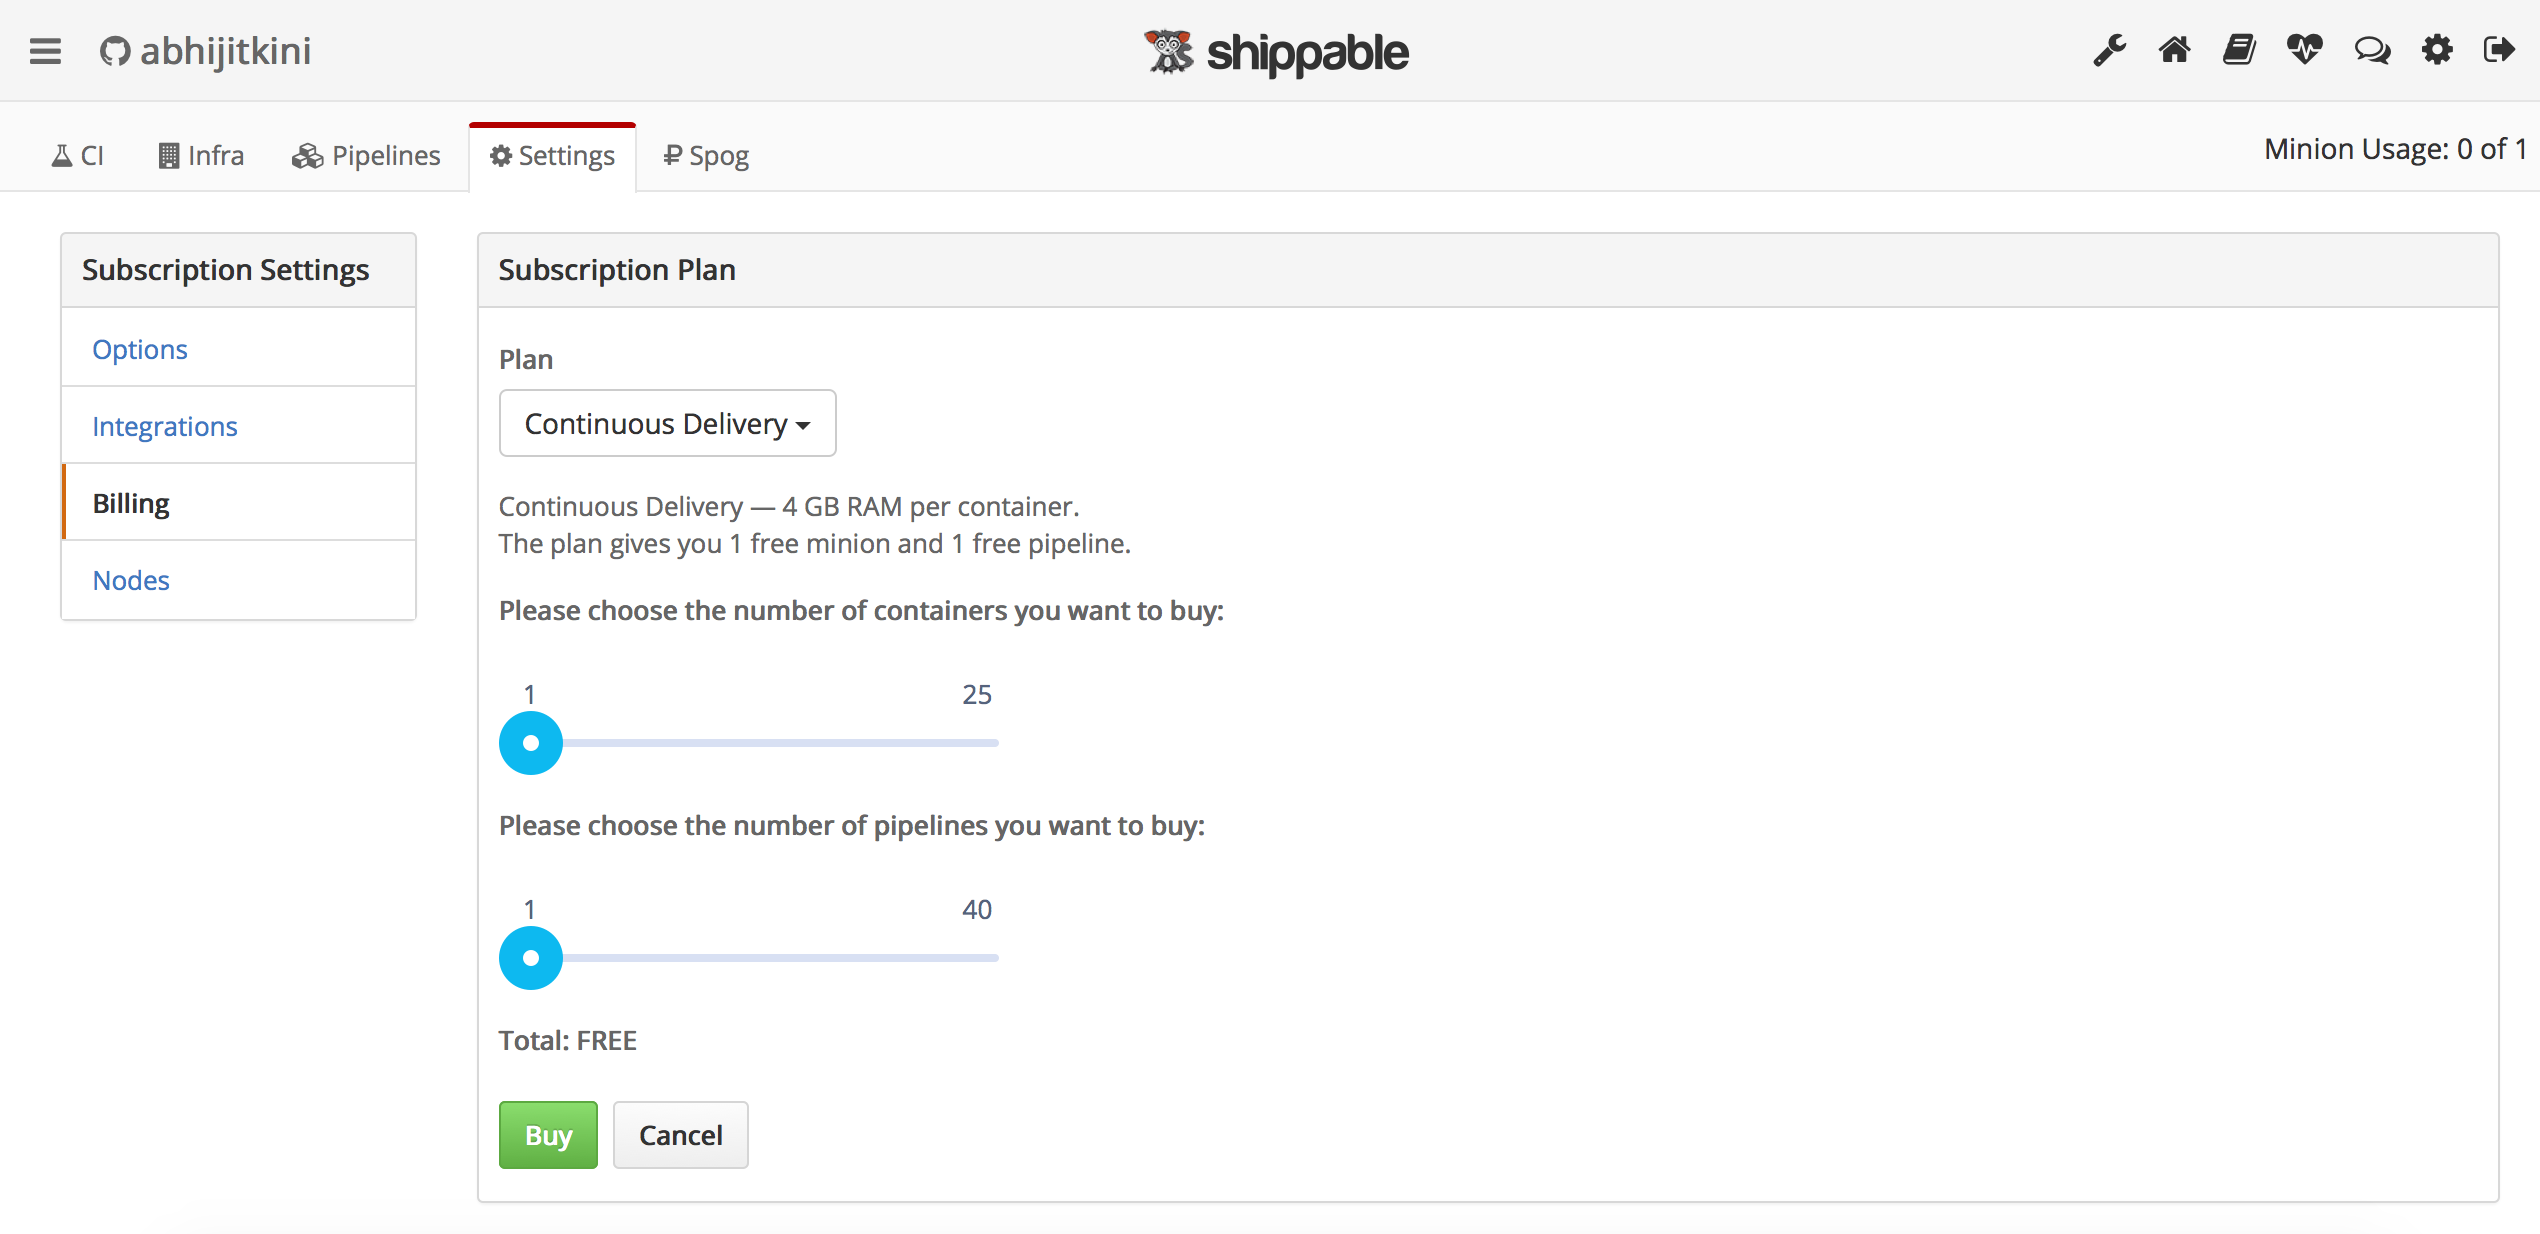 abhijitkini
shippable
CI
Infra
Pipelines
Settings
Spog
Minion Usage: 0 of 1
Subscription Settings
Options
Integrations
Billing
Nodes
Subscription Plan
Plan
Continuous Delivery
Continuous Delivery — 4 GB RAM per container.
The plan gives you 1 free minion and 1 free pipeline.
Please choose the number of containers you want to buy:
1 25
Please choose the number of pipelines you want to buy:
1 40
Total: FREE
Buy
Cancel